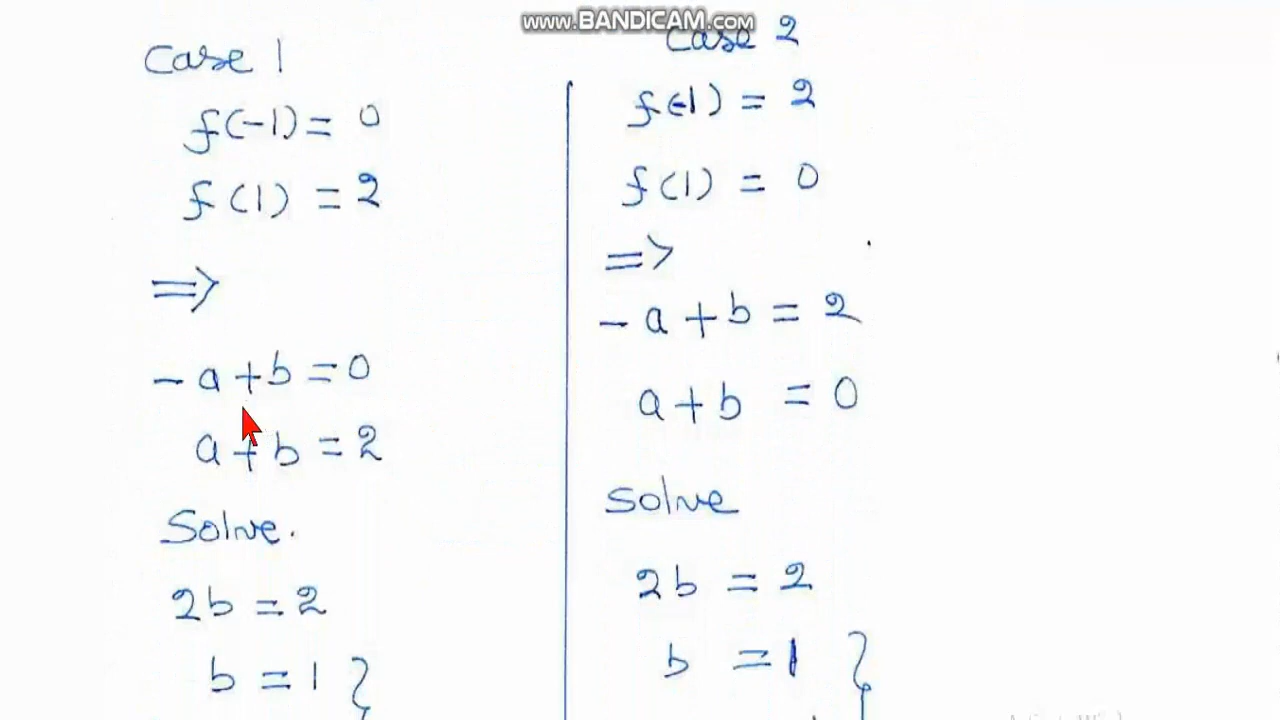 www.BANDICAM.com
Case 1
f(-1) = 0
f(1) = 2
=>
- a + b = 0
a + b = 2
Solve.
2b = 2
b = 1 }
Case 2
f(-1) = 2
f(1) = 0
=>
- a + b = 2
a + b = 0
Solve
2b = 2
b = 1 }